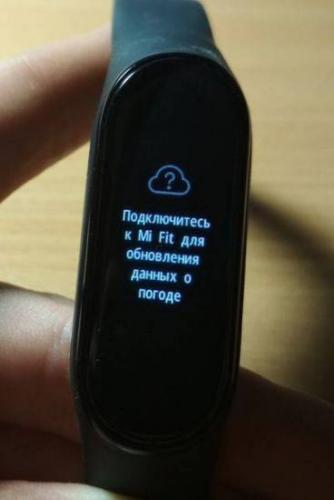 ?
Подключитесь
к Mi Fit для
обновления
данных о
погоде